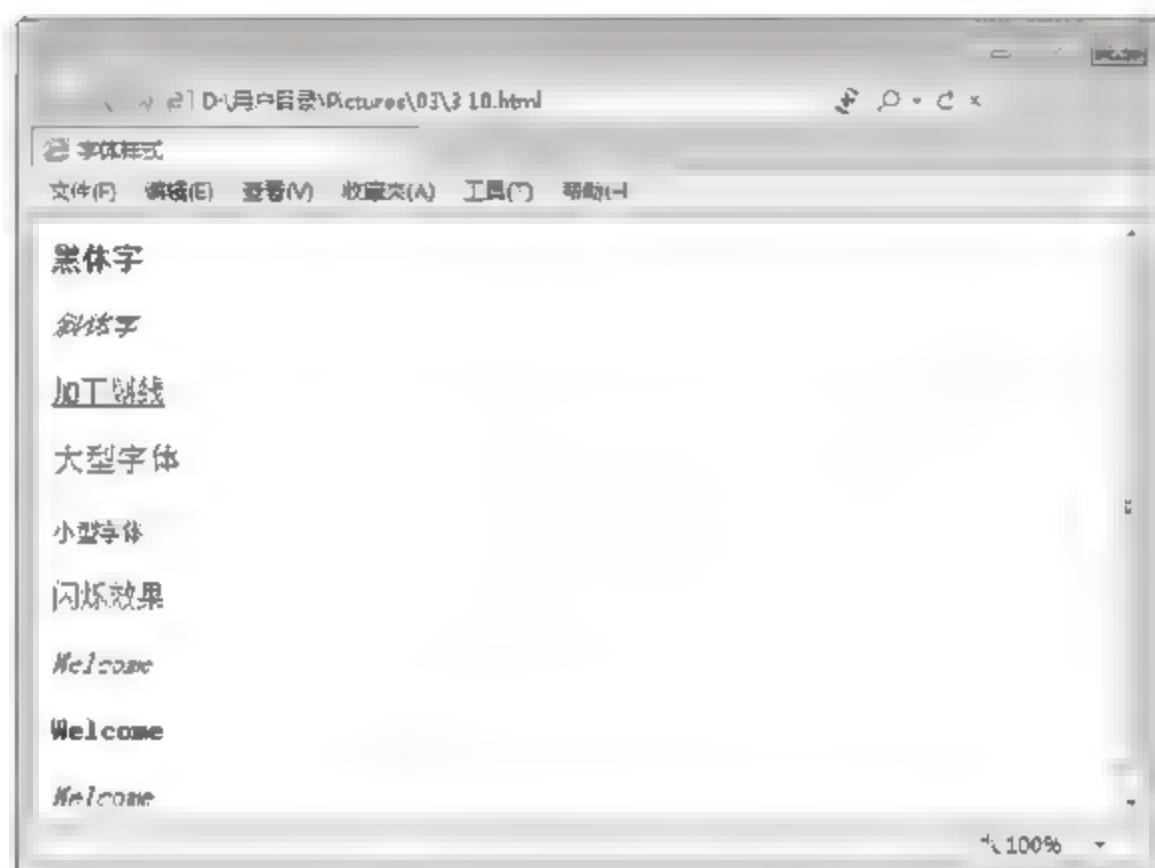 D:\用户目录\Pictures\03\3 10.html
字体样式
文件(F) 编辑(E) 查看(V) 收藏夹(A) 工具(T) 帮助(H
黑体字
斜体字
加下划线
大型字体
小型字体
闪烁效果
Welcome
Welcome
Welcome
100%